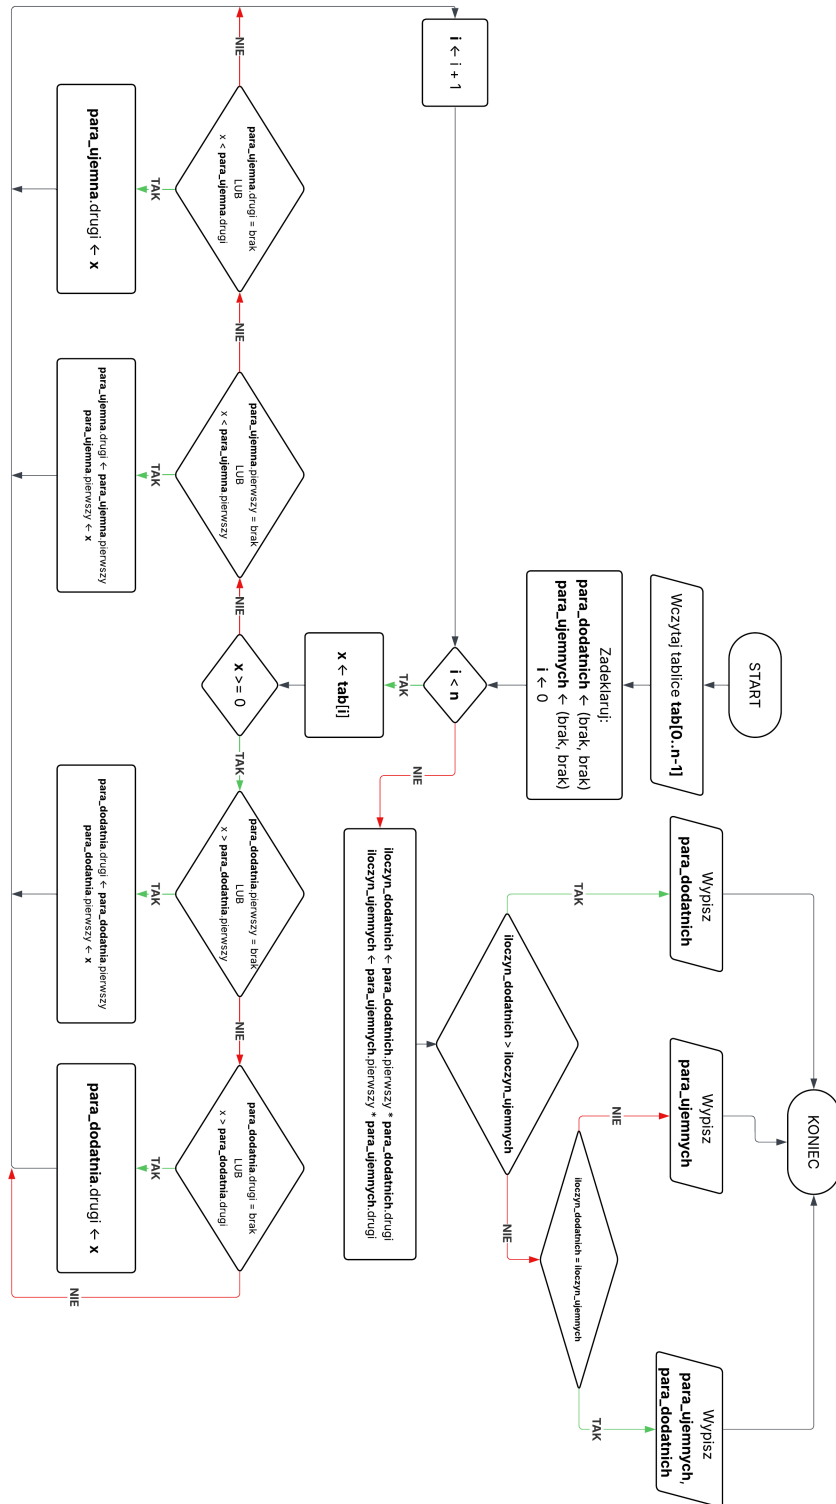 START
Wczytaj tablice tab[0..n-1]
Zadeklaruj:
para_dodatnich ← (brak, brak)
para_ujemnych ← (brak, brak)
i ← 0
i < n
TAK
NIE
x ← tab[i]
x >= 0
NIE
TAK
i ← i + 1
para_ujemna.pierwszy = brak
LUB
x < para_ujemna.pierwszy
NIE
TAK
para_ujemna.drugi ← para_ujemna.pierwszy
para_ujemna.pierwszy ← x
para_ujemna.drugi = brak
LUB
x < para_ujemna.drugi
NIE
TAK
para_ujemna.drugi ← x
para_dodatnia.pierwszy = brak
LUB
x > para_dodatnia.pierwszy
TAK
NIE
para_dodatnia.drugi ← para_dodatnia.pierwszy
para_dodatnia.pierwszy ← x
para_dodatnia.drugi = brak
LUB
x > para_dodatnia.drugi
TAK
NIE
para_dodatnia.drugi ← x
iloczyn_dodatnich ← para_dodatnich.pierwszy * para_dodatnich.drugi
iloczyn_ujemnych ← para_ujemnych.pierwszy * para_ujemnych.drugi
iloczyn_dodatnich > iloczyn_ujemnych
TAK
NIE
Wypisz
para_dodatnich
iloczyn_dodatnich = iloczyn_ujemnych
NIE
TAK
Wypisz
para_ujemnych
Wypisz
para_ujemnych,
para_dodatnich
KONIEC